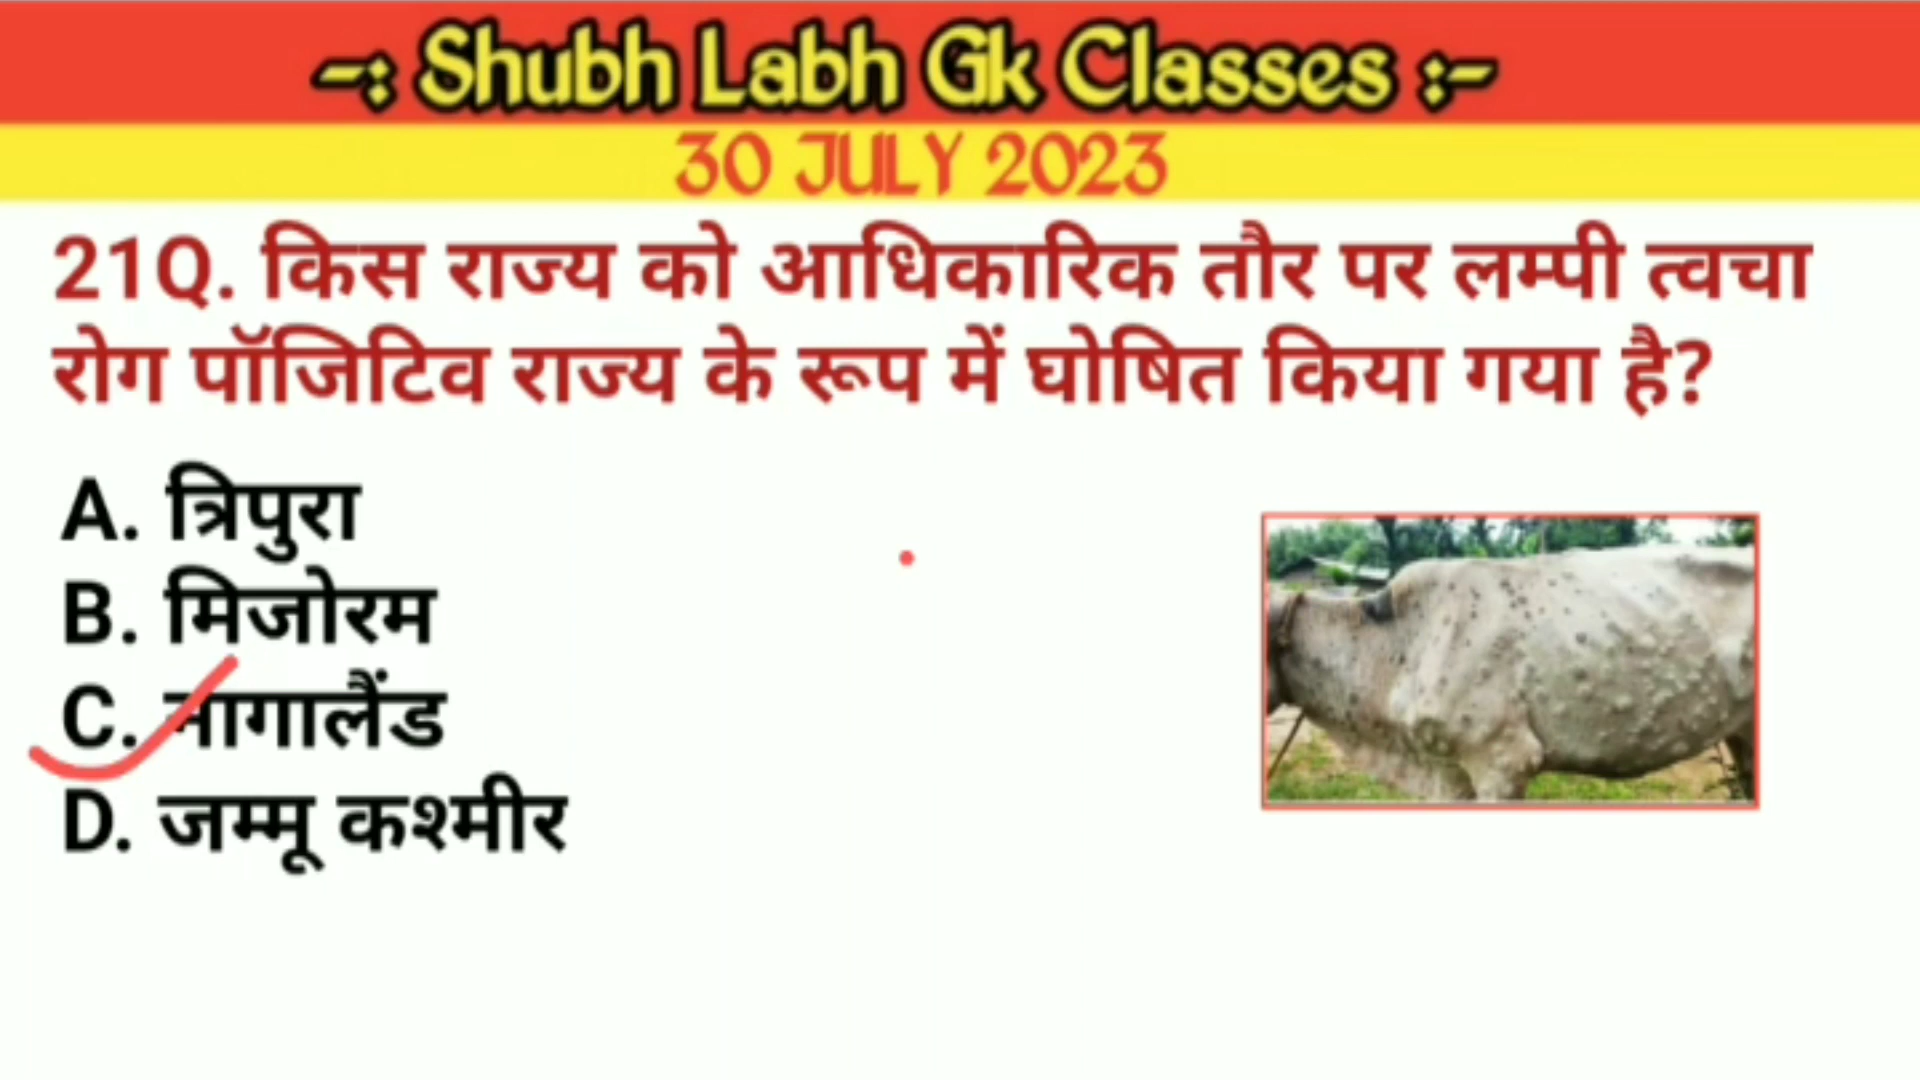 -: Shubh Labh Gk Classes :-
30 JULY 2023
21Q. किस राज्य को आधिकारिक तौर पर लम्पी त्वचा
रोग पॉजिटिव राज्य के रूप में घोषित किया गया है?
A. त्रिपुरा
B. मिजोरम
C. नागालैंड
D. जम्मू कश्मीर